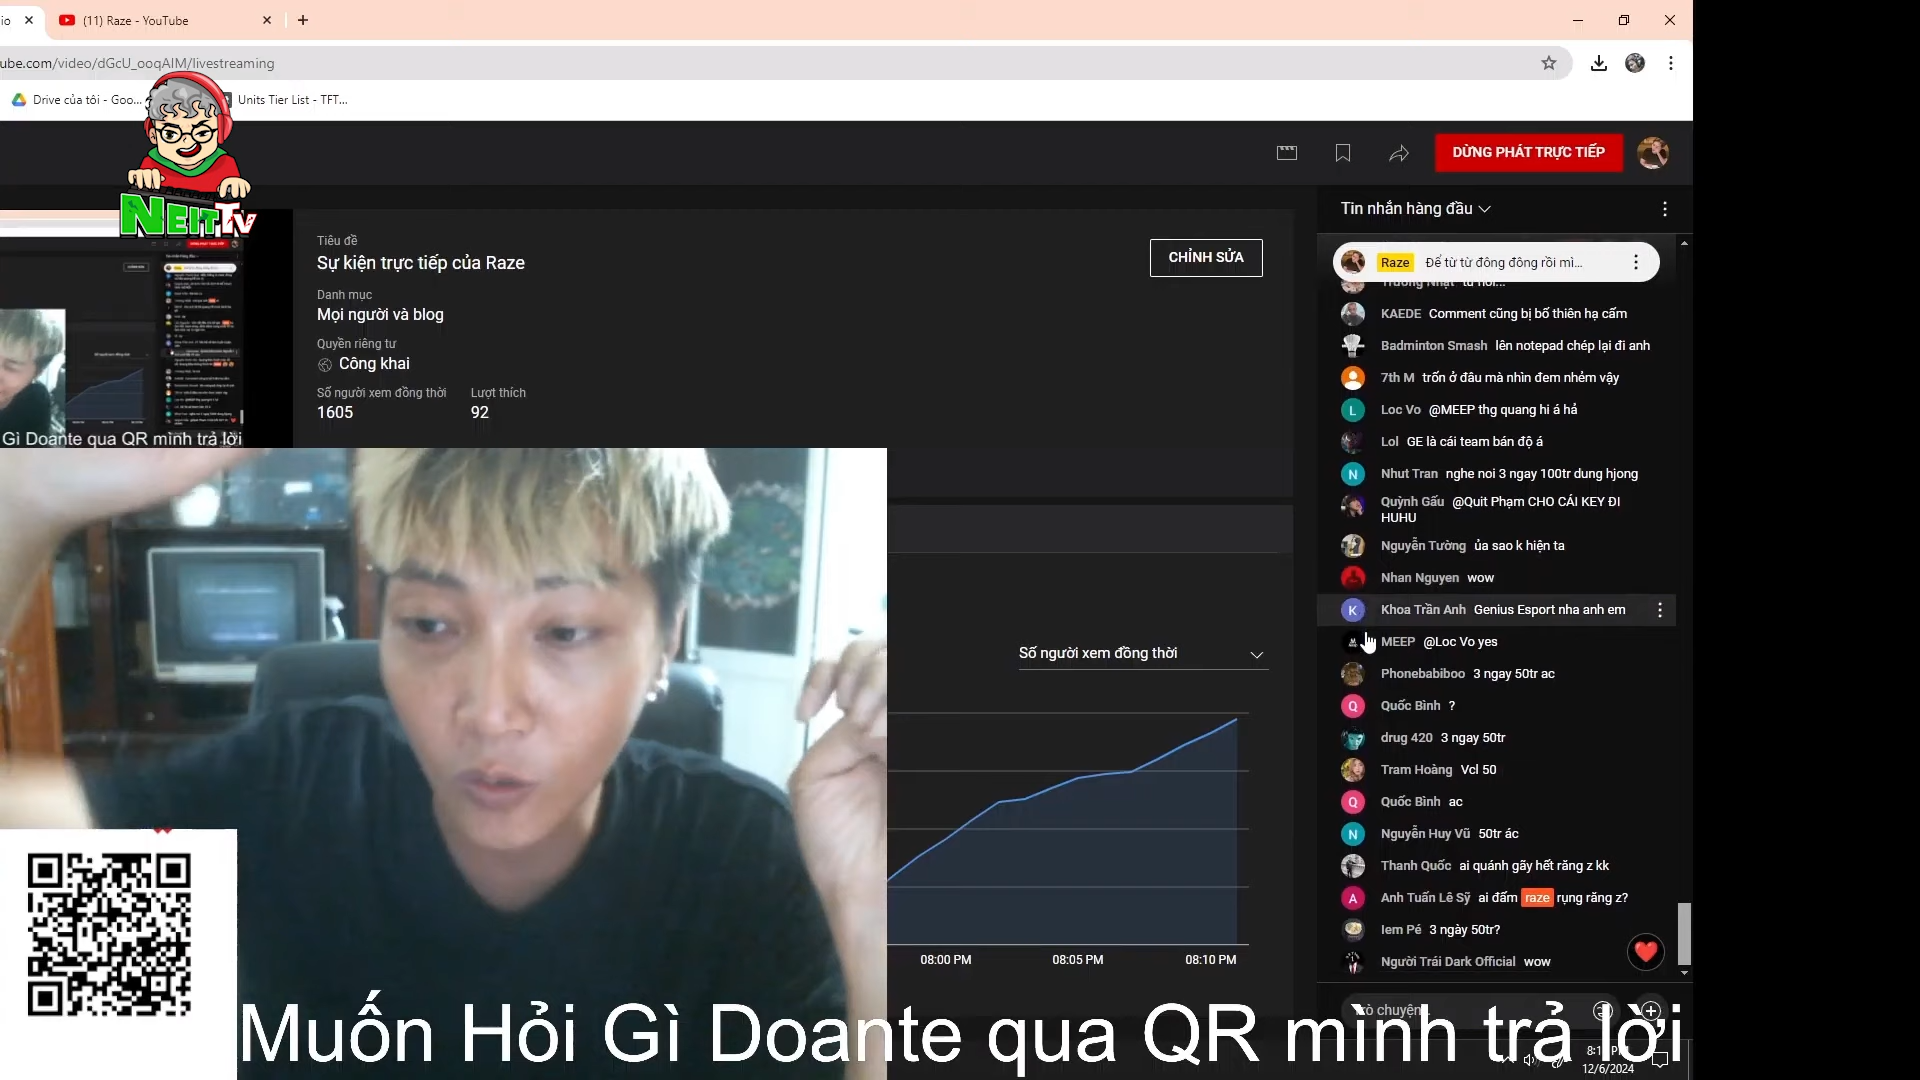 io
(11) Raze - YouTube
ube.com/video/dGcU_ooqAIM/livestreaming
Drive của tôi - Goo...
Units Tier List - TFT...
NEIT TV
DỪNG PHÁT TRỰC TIẾP
Tiêu đề
Sự kiện trực tiếp của Raze
CHỈNH SỬA
Danh mục
Mọi người và blog
Quyền riêng tư
Công khai
Số người xem đồng thời
Lượt thích
1605
92
Gì Doante qua QR mình trả lời
Số người xem đồng thời
08:00 PM
08:05 PM
08:10 PM
Tin nhắn hàng đầu
Raze Để từ từ đông đông rồi mì...
Trường Nhật từ hồi...
KAEDE Comment cũng bị bố thiên hạ cấm
Badminton Smash lên notepad chép lại đi anh
7th M trốn ở đâu mà nhìn đem nhẻm vậy
L Loc Vo @MEEP thg quang hi á hả
Lol GE là cái team bán độ á
N Nhut Tran nghe noi 3 ngay 100tr dung hjong
Quỳnh Gấu @Quit Phạm CHO CÁI KEY ĐI
HUHU
Nguyễn Tường ủa sao k hiện ta
Nhan Nguyen wow
K Khoa Trần Anh Genius Esport nha anh em
MEEP @Loc Vo yes
Phonebabiboo 3 ngay 50tr ac
Q Quốc Bình ?
drug 420 3 ngay 50tr
Tram Hoàng Vcl 50
Q Quốc Bình ac
N Nguyễn Huy Vũ 50tr ác
Thanh Quốc ai quánh gãy hết răng z kk
A Anh Tuấn Lê Sỹ ai đấm raze rụng răng z?
Iem Pé 3 ngày 50tr?
Người Trái Dark Official wow
Muốn Hỏi Gì Doante qua QR mình trả lời
12/6/2024